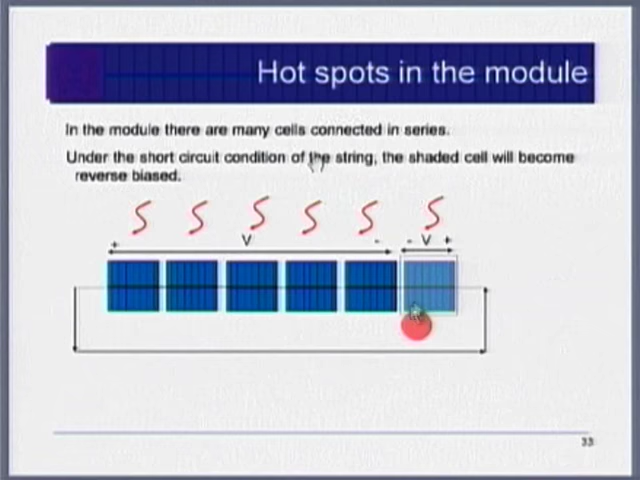 Hot spots in the module
In the module there are many cells connected in series.
Under the short circuit condition of the string, the shaded cell will become
reverse biased.
S S S S S S
+ V - - V +
33